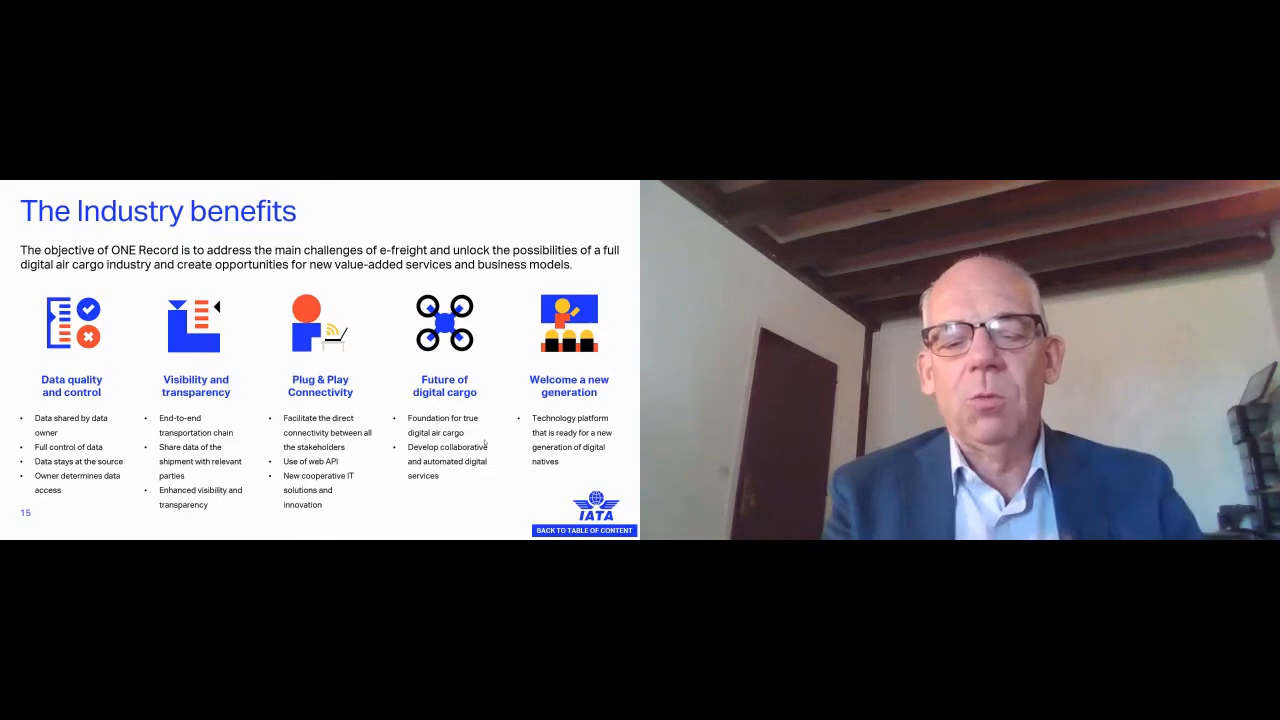 The Industry benefits
The objective of ONE Record is to address the main challenges of e-freight and unlock the possibilities of a full
digital air cargo industry and create opportunities for new value-added services and business models.
Data quality
and control
• Data shared by data
owner
• Full control of data
• Data stays at the source
• Owner determines data
access
Visibility and
transparency
• End-to-end
transportation chain
• Share data of the
shipment with relevant
parties
• Enhanced visibility and
transparency
Plug & Play
Connectivity
• Facilitate the direct
connectivity between all
the stakeholders
• Use of web API
• New cooperative IT
solutions and
innovation
Future of
digital cargo
• Foundation for true
digital air cargo
• Develop collaborative
and automated digital
services
Welcome a new
generation
• Technology platform
that is ready for a new
generation of digital
natives
15
IATA
BACK TO TABLE OF CONTENT